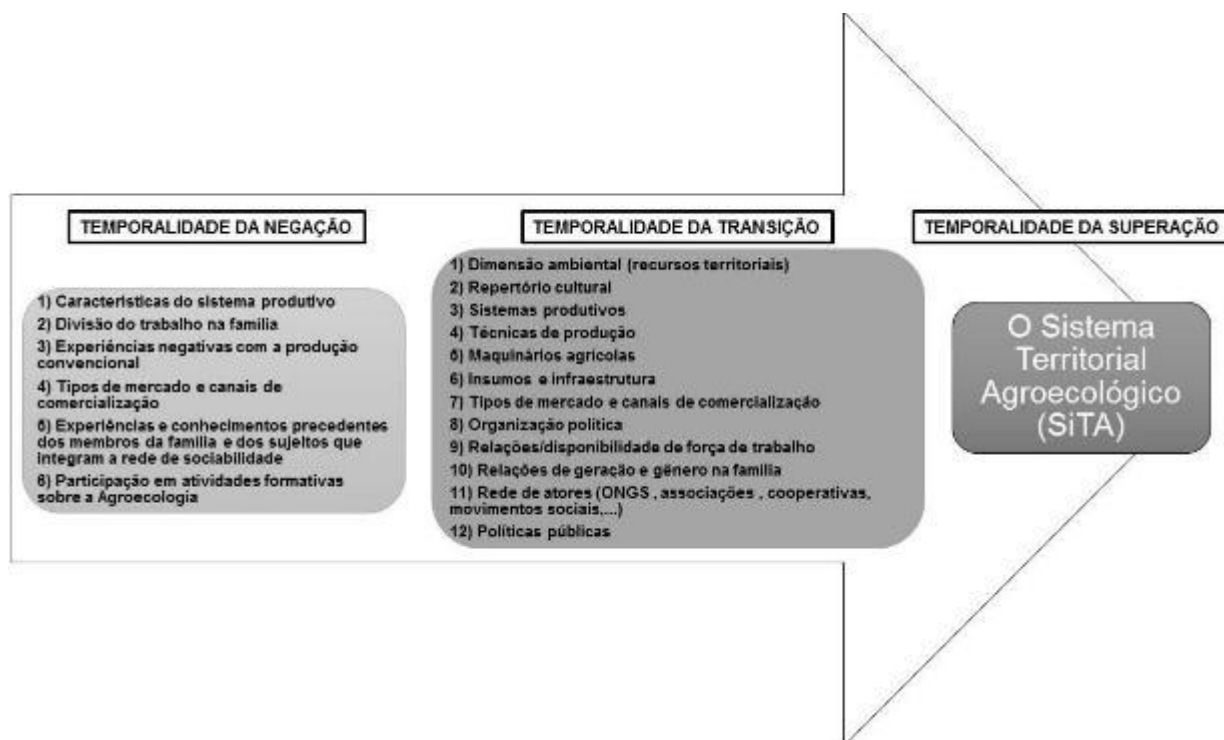 TEMPORALIDADE DA NEGAÇÃO
1) Características do sistema produtivo
2) Divisão do trabalho na família
3) Experiências negativas com a produção
convencional
4) Tipos de mercado e canais de
comercialização
5) Experiências e conhecimentos precedentes
dos membros da família e dos sujeitos que
integram a rede de sociabilidade
6) Participação em atividades formativas
sobre a Agroecologia
TEMPORALIDADE DA TRANSIÇÃO
1) Dimensão ambiental (recursos territoriais)
2) Repertório cultural
3) Sistemas produtivos
4) Técnicas de produção
5) Maquinários agrícolas
6) Insumos e infraestrutura
7) Tipos de mercado e canais de comercialização
8) Organização política
9) Relações/disponibilidade de força de trabalho
10) Relações de geração e gênero na família
11) Rede de atores (ONGS , associações , cooperativas,
movimentos sociais,...)
12) Políticas públicas
TEMPORALIDADE DA SUPERAÇÃO
O Sistema
Territorial
Agroecológico
(SiTA)